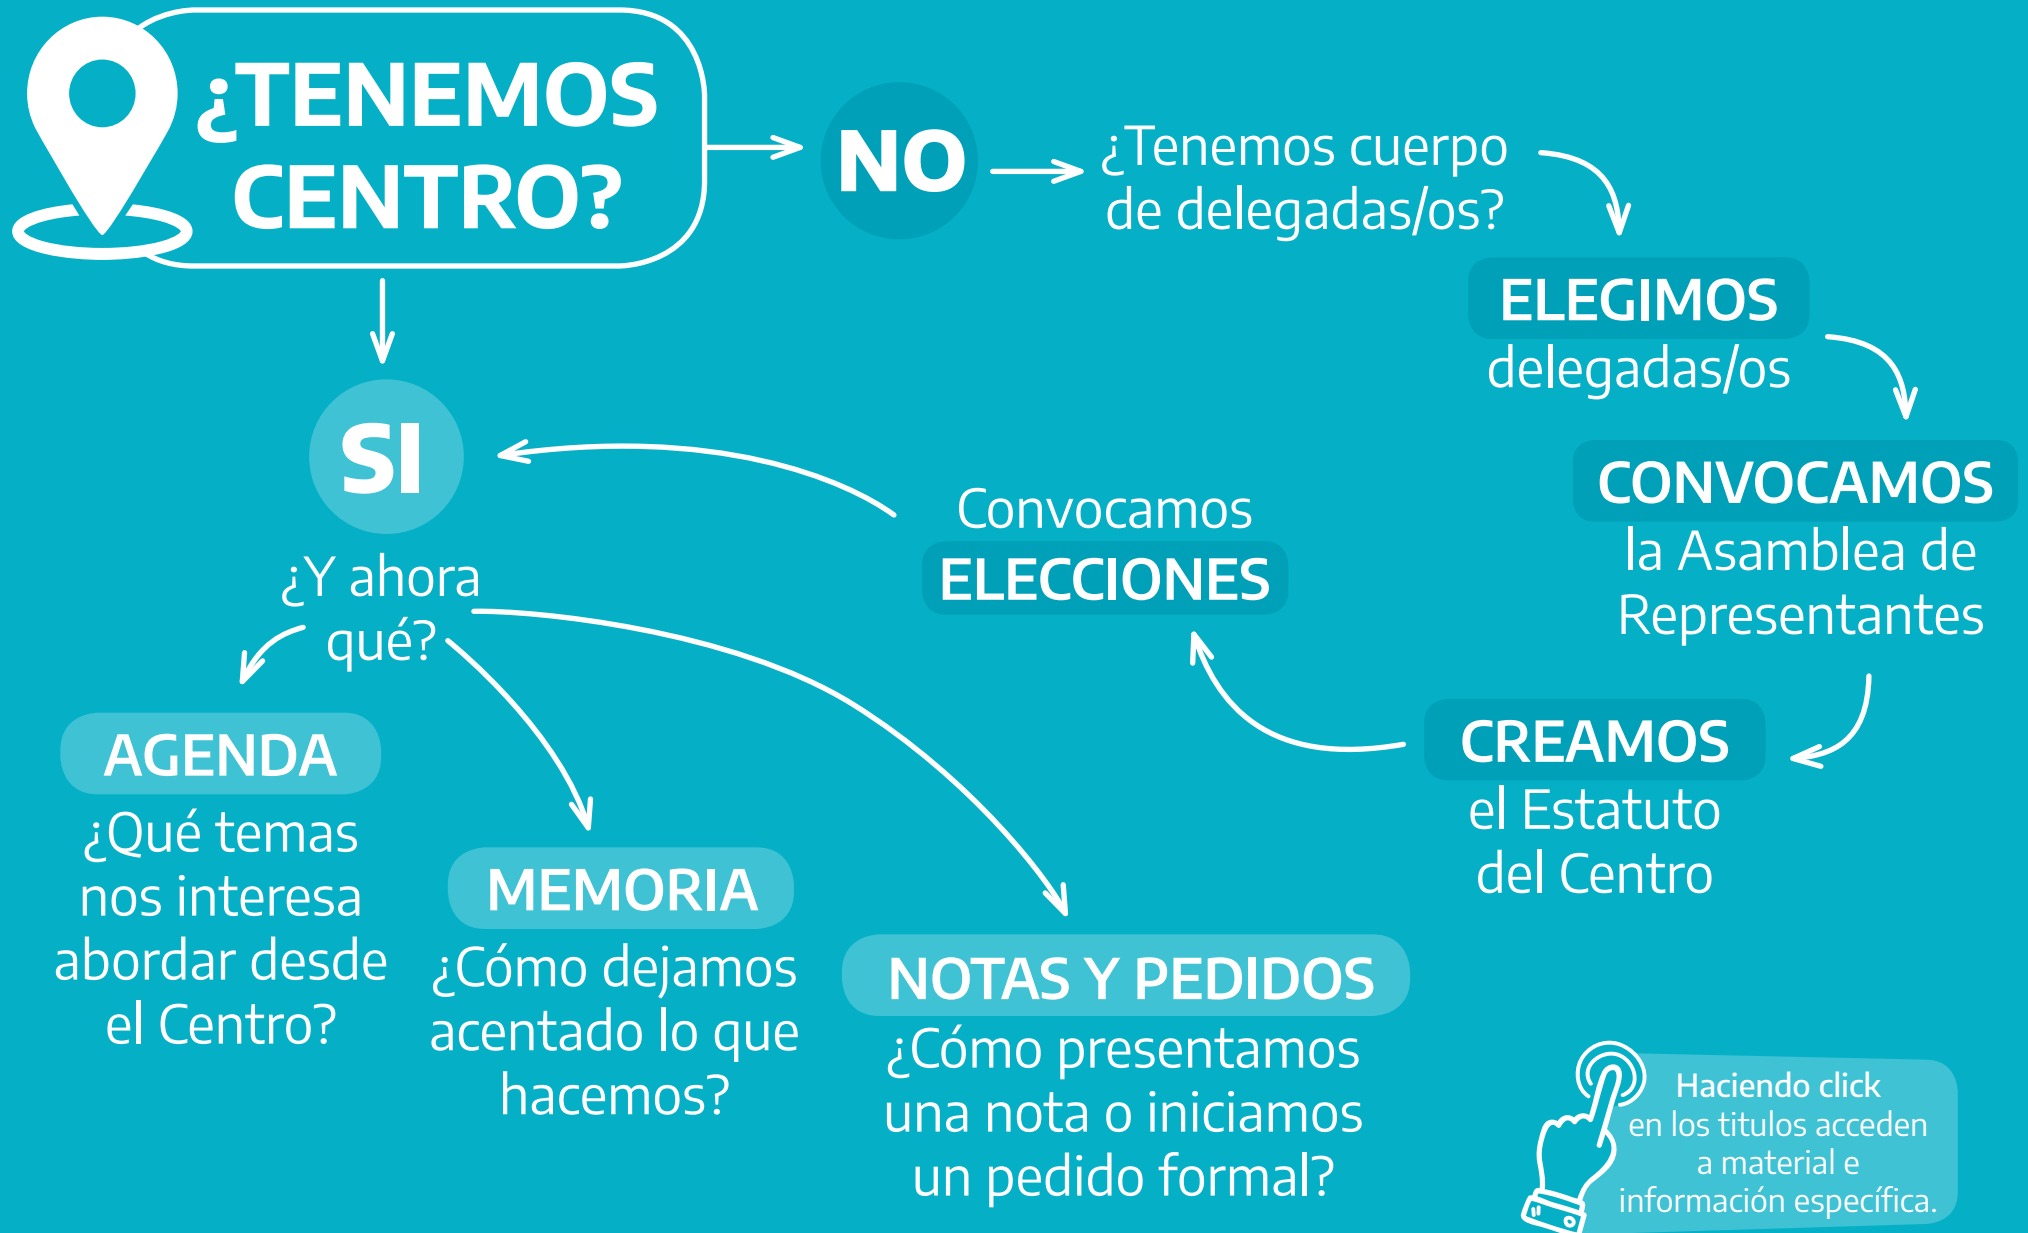 ¿TENEMOS
CENTRO?
NO
¿Tenemos cuerpo
de delegadas/os?
ELEGIMOS
delegadas/os
CONVOCAMOS
la Asamblea de
Representantes
CREAMOS
el Estatuto
del Centro
Convocamos
ELECCIONES
SI
¿Y ahora
qué?
AGENDA
¿Qué temas
nos interesa
abordar desde
el Centro?
MEMORIA
¿Cómo dejamos
acentado lo que
hacemos?
NOTAS Y PEDIDOS
¿Cómo presentamos
una nota o iniciamos
un pedido formal?
Haciendo click
en los titulos acceden
a material e
información específica.